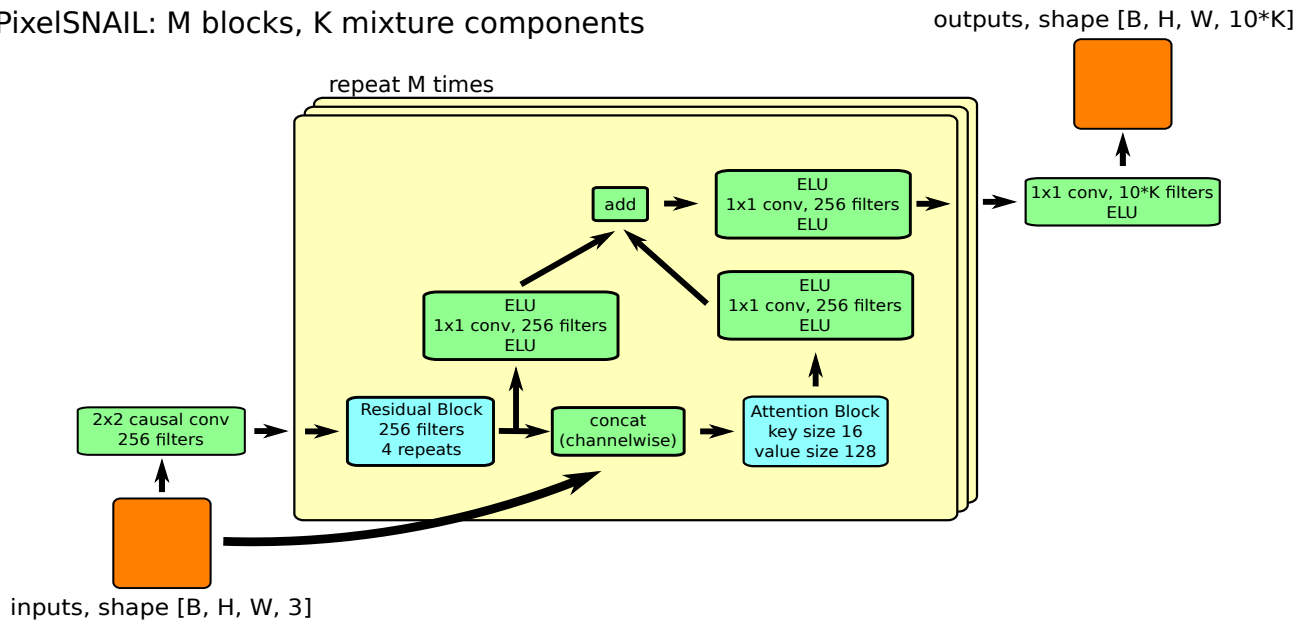 PixelSNAIL: M blocks, K mixture components
outputs, shape [B, H, W, 10*K]
repeat M times
add
ELU
1x1 conv, 256 filters
ELU
1x1 conv, 10*K filters
ELU
ELU
1x1 conv, 256 filters
ELU
ELU
1x1 conv, 256 filters
ELU
2x2 causal conv
256 filters
Residual Block
256 filters
4 repeats
concat
(channelwise)
Attention Block
key size 16
value size 128
inputs, shape [B, H, W, 3]